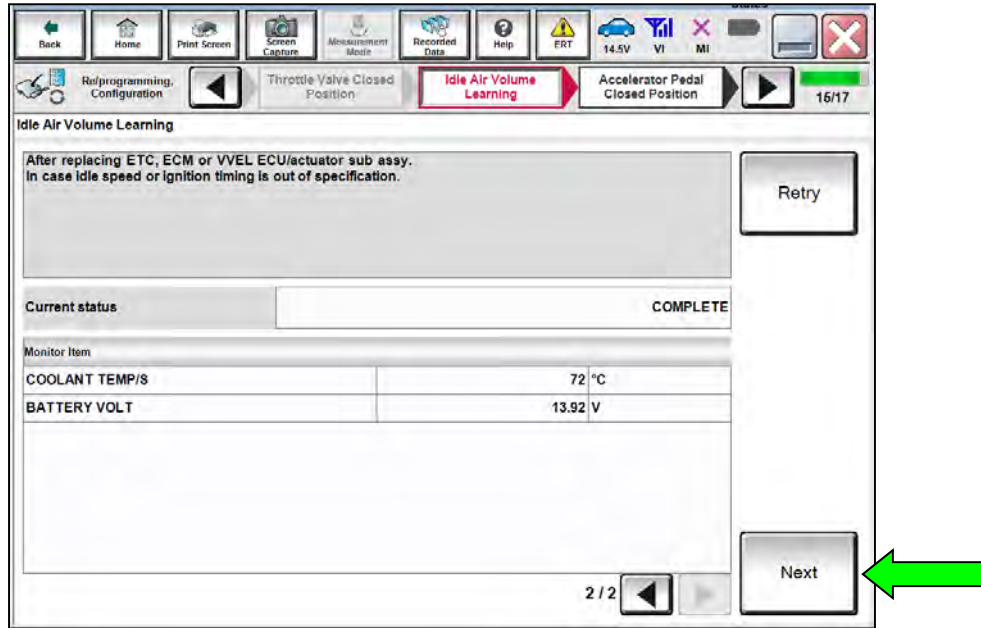 Back
Home
Print Screen
Screen
Capture
Measurement
Mode
Recorded
Data
Help
ERT
14.5V
VI
MI
Re/programming,
Configuration
Throttle Valve Closed
Position
Idle Air Volume
Learning
Accelerator Pedal
Closed Position
15/17
Idle Air Volume Learning
After replacing ETC, ECM or VVEL ECU/actuator sub assy.
In case idle speed or ignition timing is out of specification.
Retry
Current status
COMPLETE
Monitor Item
COOLANT TEMP/S 72 °C
BATTERY VOLT 13.92 V
Next
2 / 2